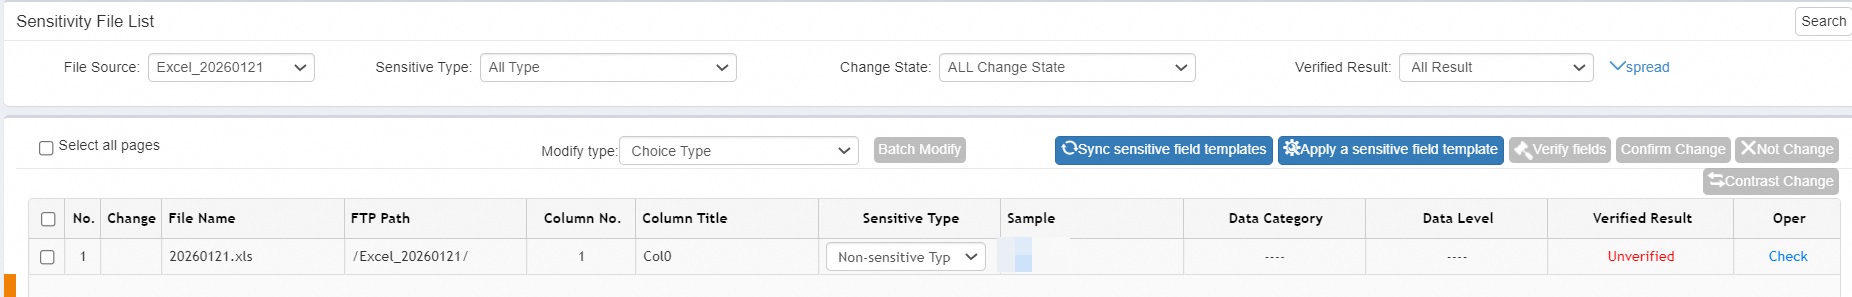 Sensitivity File List
Search
File Source: Excel_20260121 Sensitive Type: All Type Change State: ALL Change State Verified Result: All Result spread
Select all pages Modify type: Choice Type Batch Modify Sync sensitive field templates Apply a sensitive field template Verify fields Confirm Change Not Change
Contrast Change
No. Change File Name FTP Path Column No. Column Title Sensitive Type Sample Data Category Data Level Verified Result Oper
1 20260121.xls /Excel_20260121/ 1 Col0 Non-sensitive Typ ---- ---- Unverified Check